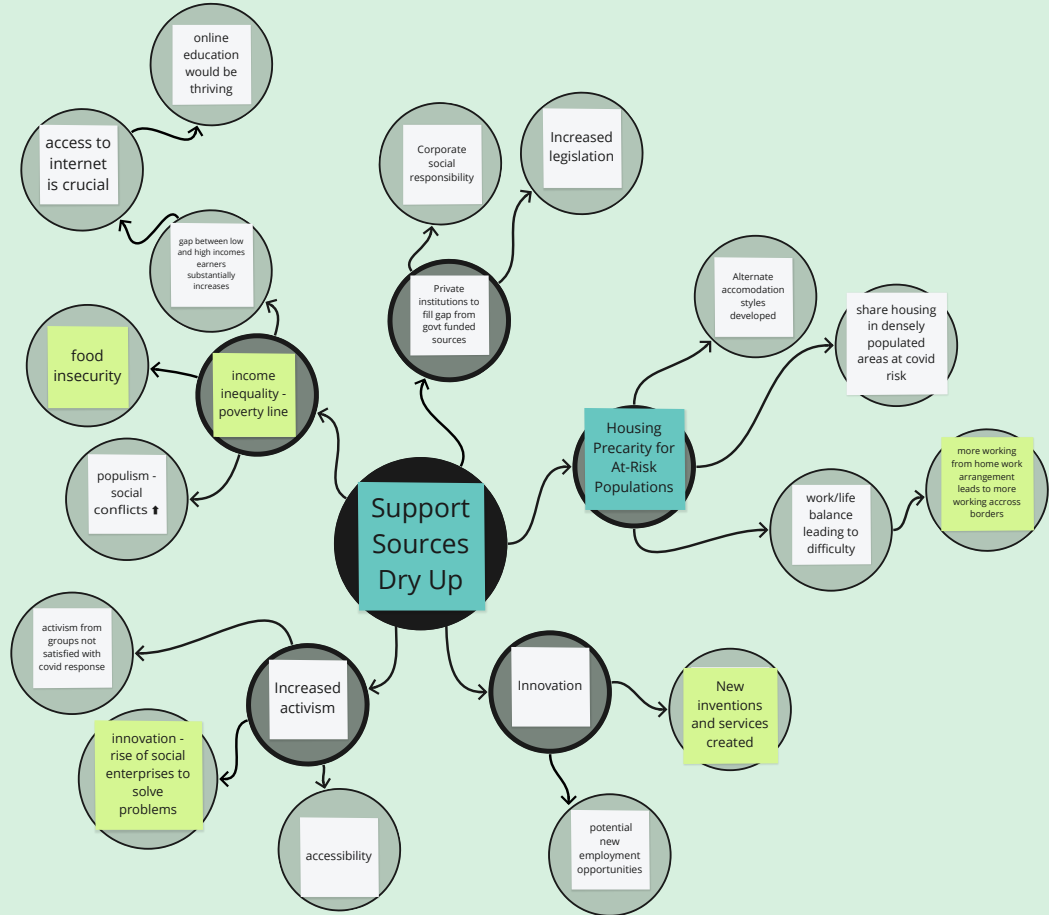 online
education
would be
thriving
access to
internet
is crucial
gap between low
and high incomes
earners
substantially
increases
food
insecurity
income
inequality -
poverty line
populism -
social
conflicts ⬆
Corporate
social
responsibility
Increased
legislation
Private
institutions to
fill gap from
govt funded
sources
Alternate
accomodation
styles
developed
share housing
in densely
populated
areas at covid
risk
Housing
Precarity for
At-Risk
Populations
more working
from home work
arrangement
leads to more
working accross
borders
work/life
balance
leading to
difficulty
Support
Sources
Dry Up
activism from
groups not
satisfied with
covid response
Increased
activism
innovation -
rise of social
enterprises to
solve
problems
accessibility
Innovation
New
inventions
and services
created
potential
new
employment
opportunities